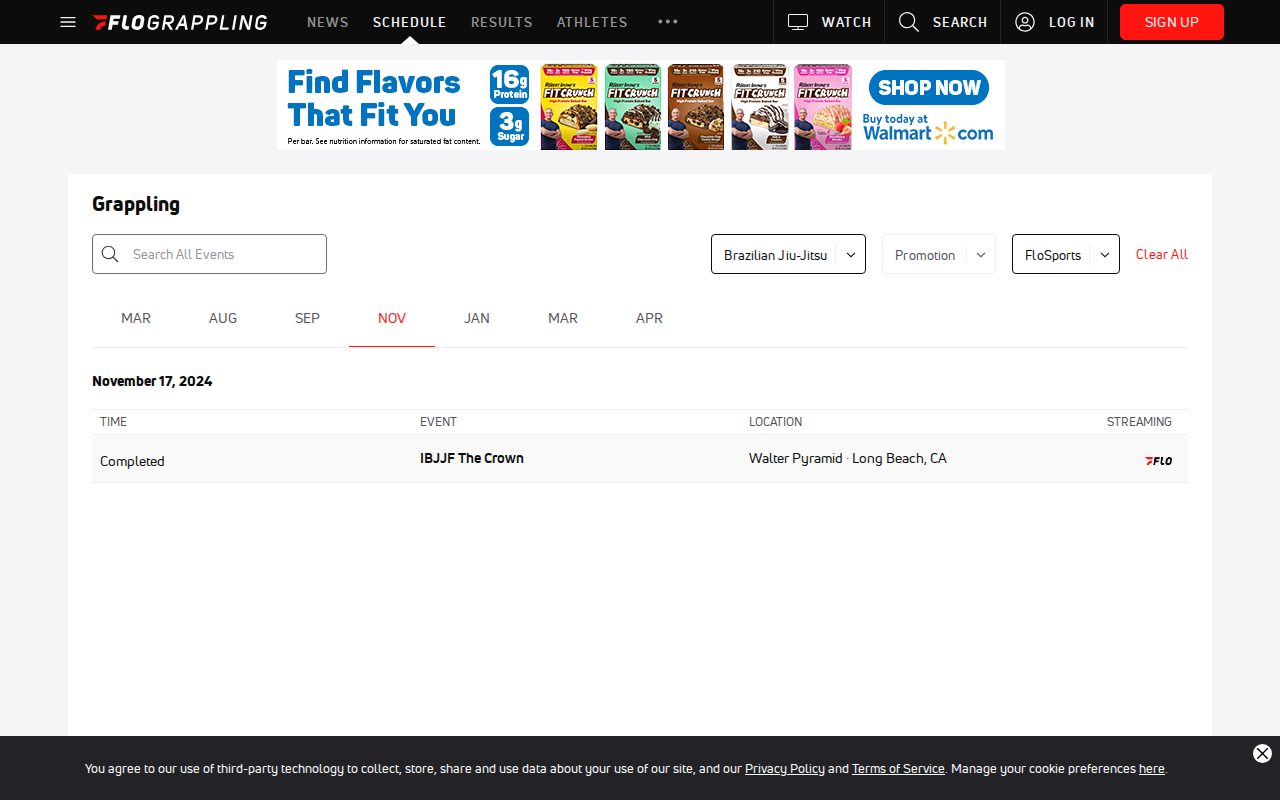 FLOGRAPPLING
NEWS
SCHEDULE
RESULTS
ATHLETES
WATCH
SEARCH
LOG IN
SIGN UP
Find Flavors
That Fit You
Per bar. See nutrition information for saturated fat content.
16g
Protein
3g
Sugar
FITCRUNCH
FITCRUNCH
FITCRUNCH
FITCRUNCH
FITCRUNCH
SHOP NOW
Buy today at
Walmart.com
Grappling
Search All Events
Brazilian Jiu-Jitsu
Promotion
FloSports
Clear All
MAR
AUG
SEP
NOV
JAN
MAR
APR
November 17, 2024
TIME EVENT LOCATION STREAMING
Completed IBJJF The Crown Walter Pyramid · Long Beach, CA FLO
You agree to our use of third-party technology to collect, store, share and use data about your use of our site, and our Privacy Policy and Terms of Service. Manage your cookie preferences here.